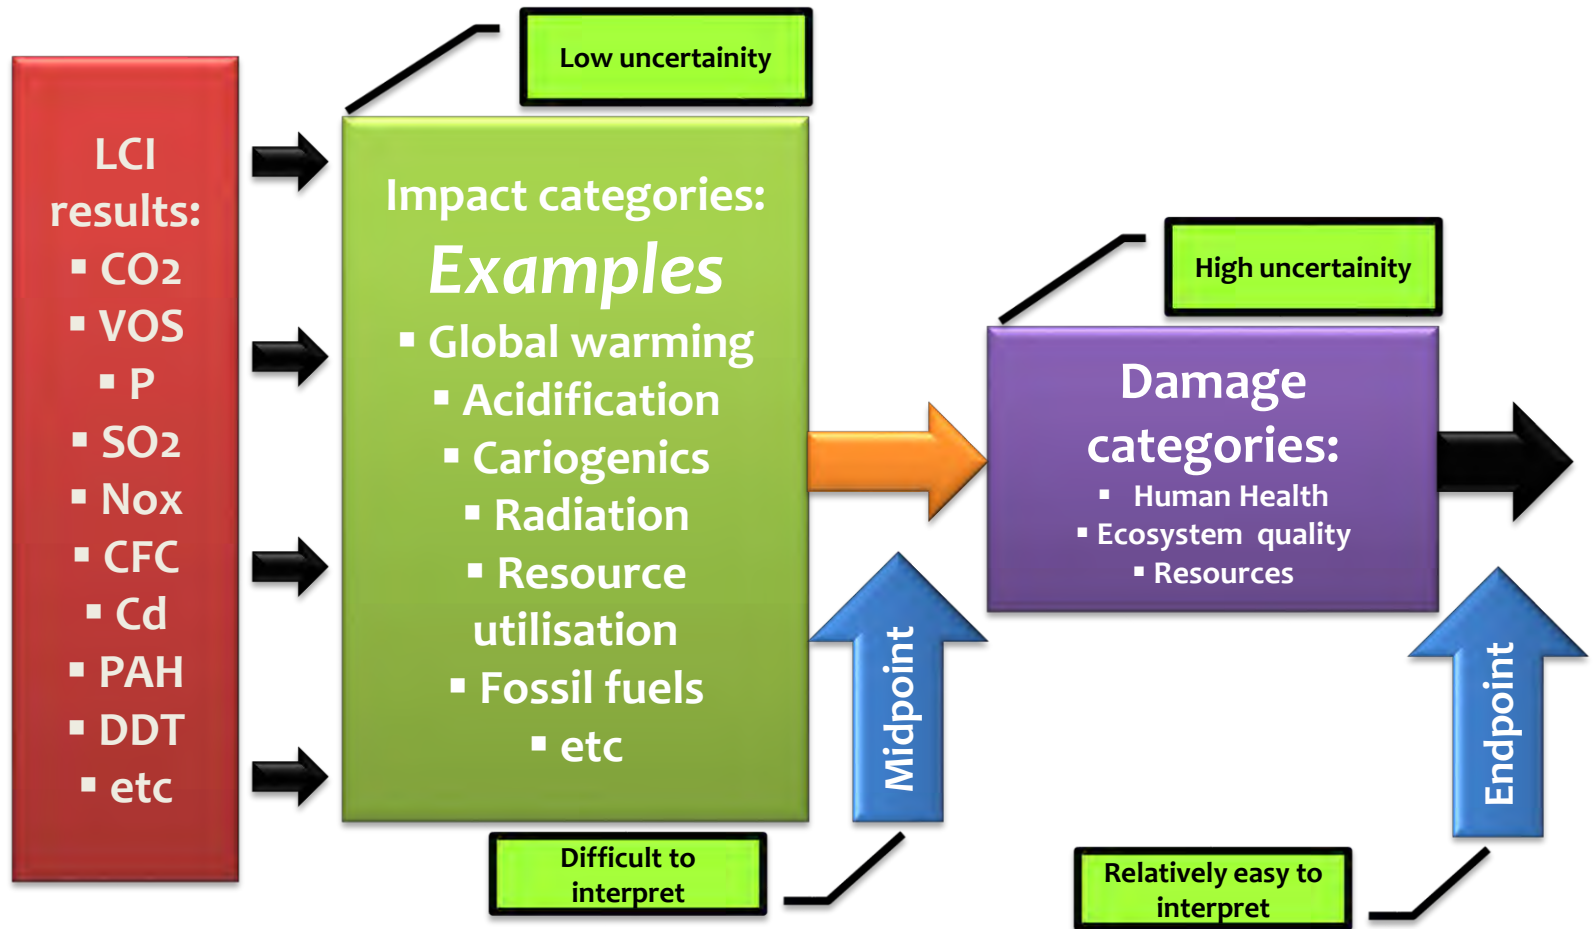 LCI
results:
▪ CO2
▪ VOS
▪ P
▪ SO2
▪ Nox
▪ CFC
▪ Cd
▪ PAH
▪ DDT
▪ etc
Low uncertainity
Impact categories:
Examples
▪ Global warming
▪ Acidification
▪ Cariogenics
▪ Radiation
▪ Resource
utilisation
▪ Fossil fuels
▪ etc
Difficult to
interpret
Midpoint
High uncertainity
Damage
categories:
▪ Human Health
▪ Ecosystem quality
▪ Resources
Relatively easy to
interpret
Endpoint